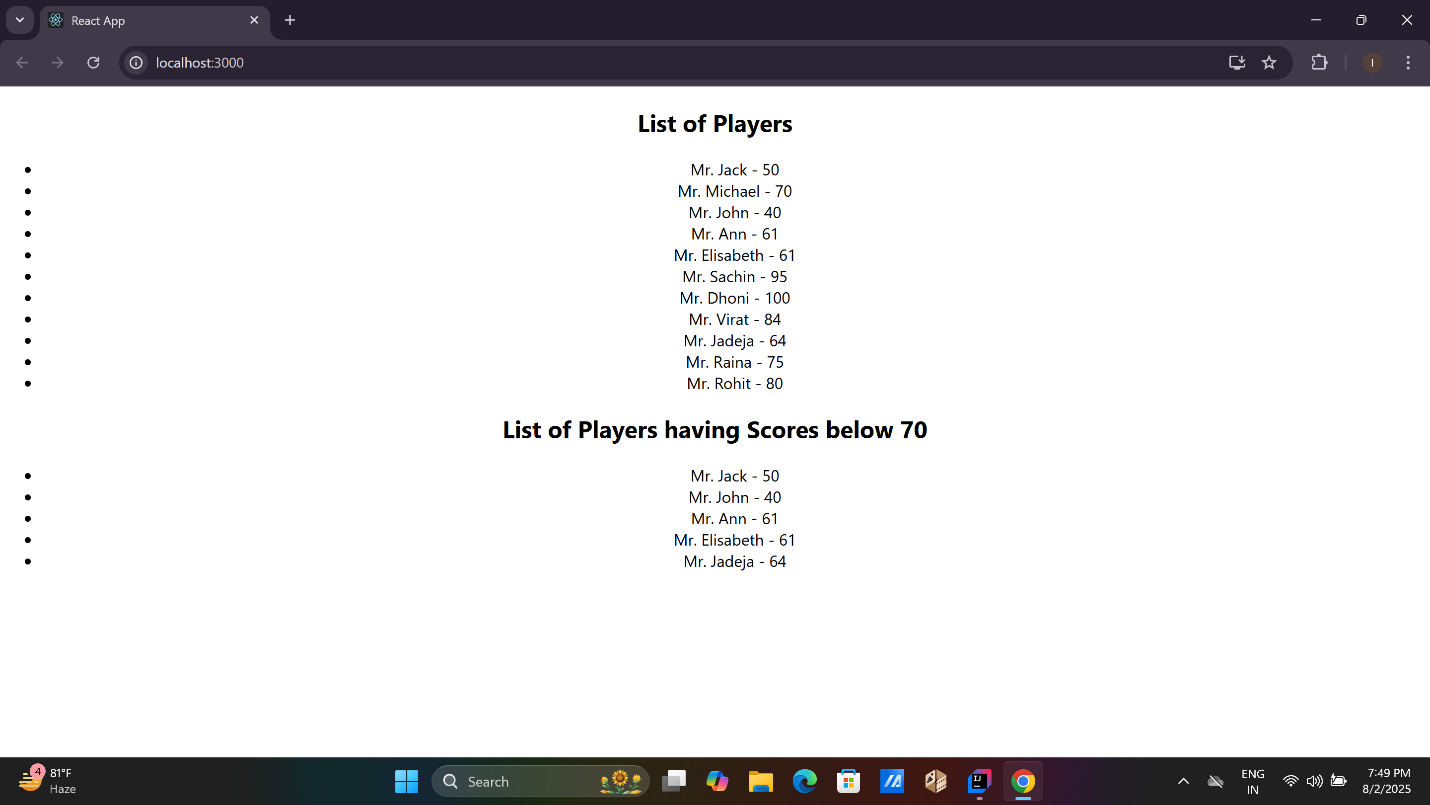 React App
localhost:3000
I
List of Players
Mr. Jack - 50
Mr. Michael - 70
Mr. John - 40
Mr. Ann - 61
Mr. Elisabeth - 61
Mr. Sachin - 95
Mr. Dhoni - 100
Mr. Virat - 84
Mr. Jadeja - 64
Mr. Raina - 75
Mr. Rohit - 80
List of Players having Scores below 70
Mr. Jack - 50
Mr. John - 40
Mr. Ann - 61
Mr. Elisabeth - 61
Mr. Jadeja - 64
4
81°F
Haze
Search
IJ
ENG
IN
7:49 PM
8/2/2025